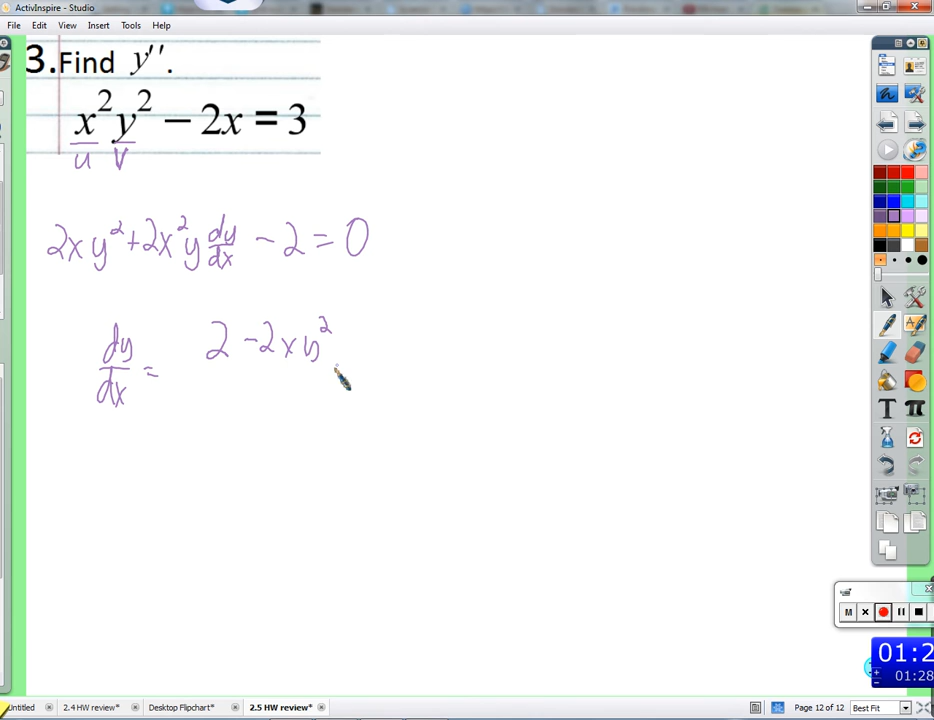 ActivInspire - Studio
File Edit View Insert Tools Help
3. Find y''.
x²y² − 2x = 3
u v
2xy² + 2x²y dy/dx − 2 = 0
dy/dx = 2 − 2xy²
M
01:2
01:28
Untitled 2.4 HW review* Desktop Flipchart* 2.5 HW review* Page 12 of 12 Best Fit